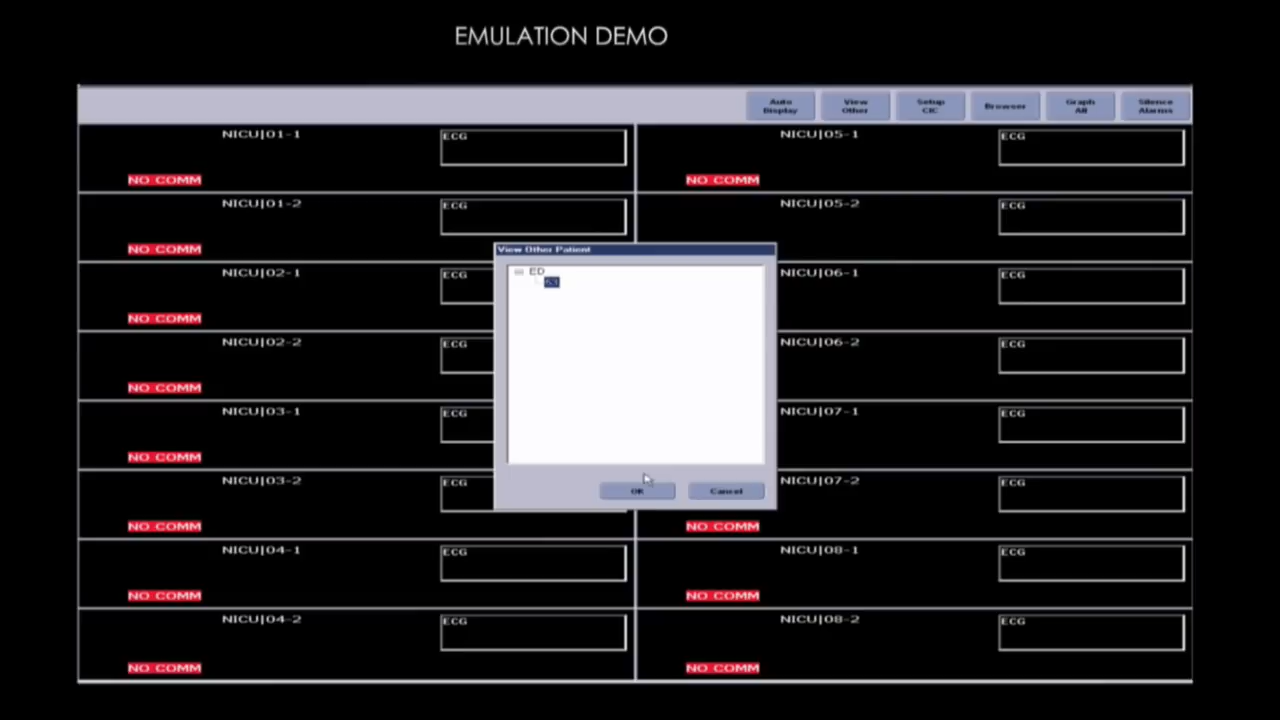 EMULATION DEMO
Auto Display
View Other
Setup CIC
Browser
Graph All
Silence Alarms
NICU|01-1
ECG
NO COMM
NICU|05-1
ECG
NO COMM
NICU|01-2
ECG
NO COMM
NICU|05-2
ECG
NICU|02-1
ECG
NO COMM
NICU|06-1
ECG
NICU|02-2
ECG
NO COMM
NICU|06-2
ECG
NICU|03-1
ECG
NO COMM
NICU|07-1
ECG
NICU|03-2
ECG
NO COMM
NICU|07-2
ECG
NO COMM
NICU|04-1
ECG
NO COMM
NICU|08-1
ECG
NO COMM
NICU|04-2
ECG
NO COMM
NICU|08-2
ECG
NO COMM
View Other Patient
ED
OK
Cancel